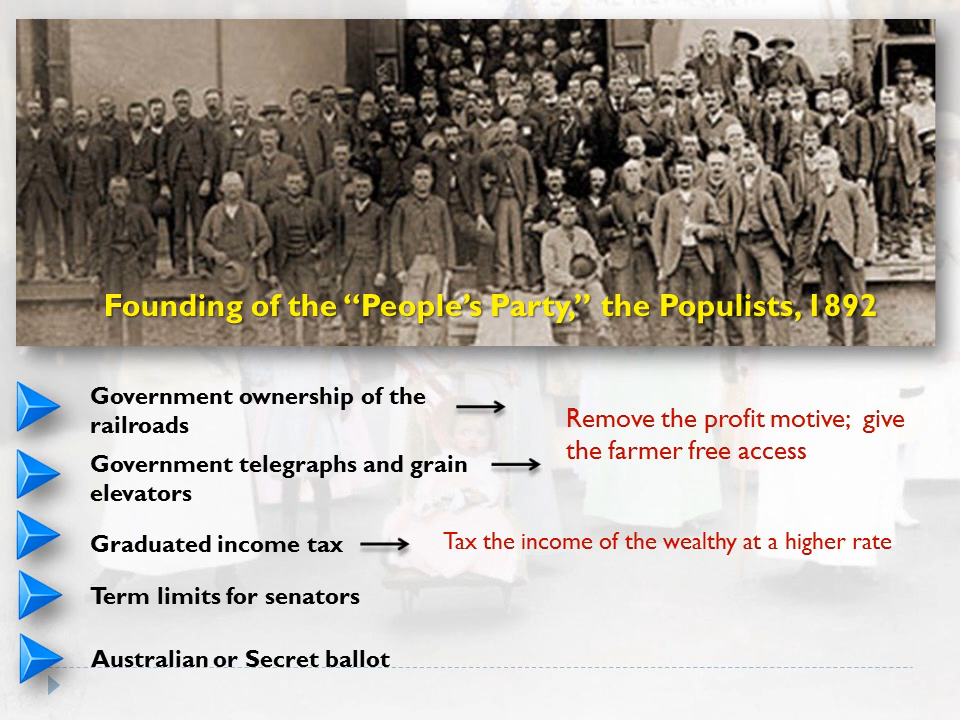 Founding of the “People’s Party,” the Populists, 1892
Government ownership of the
railroads
Remove the profit motive; give
the farmer free access
Government telegraphs and grain
elevators
Graduated income tax
Tax the income of the wealthy at a higher rate
Term limits for senators
Australian or Secret ballot